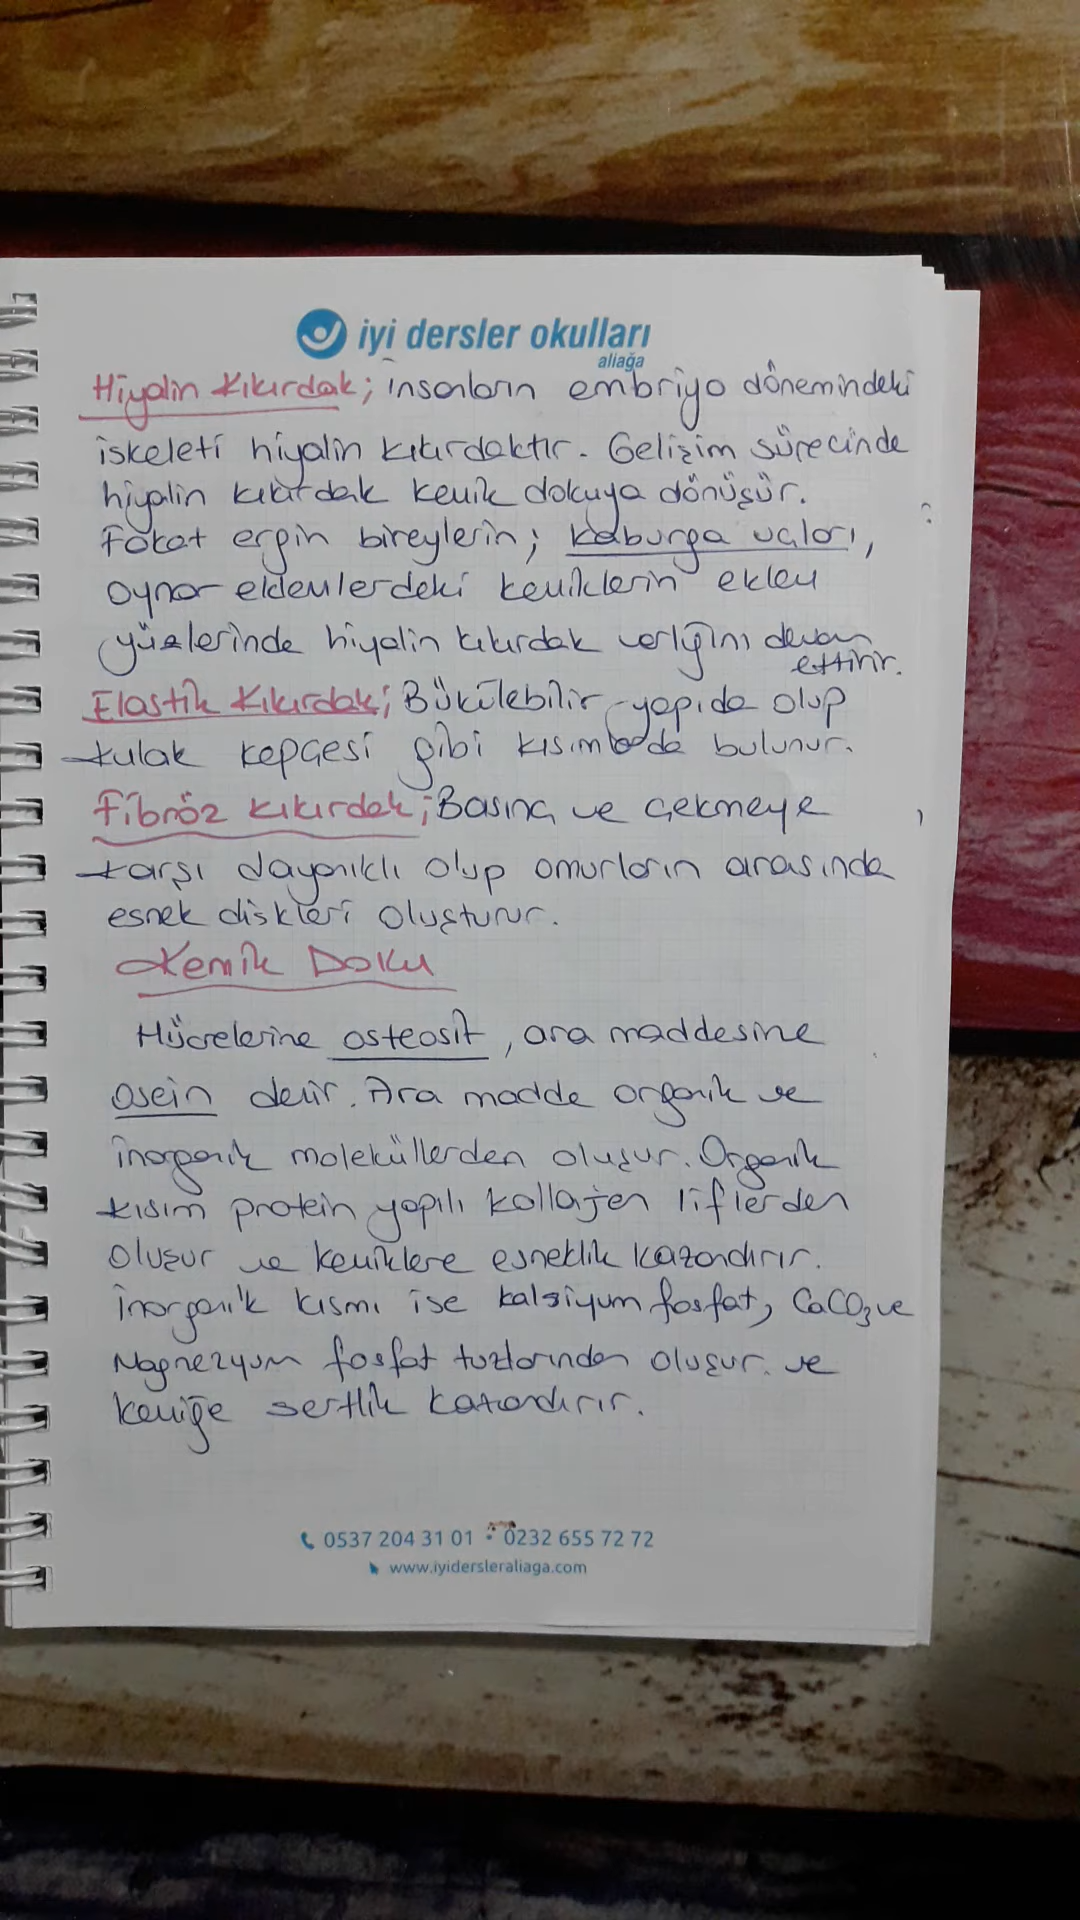 iyi dersler okulları
aliağa
Hiyalin Kıkırdak; insanların embriyo dönemindeki
iskeleti hiyalin kıkırdaktır. Gelişim sürecinde
hiyalin kıkırdak kemik dokuya dönüşür.
Fakat ergin bireylerin; kaburga uçları,
oynar eklemlerdeki kemiklerin eklem
yüzlerinde hiyalin kıkırdak varlığını devam
ettirir.
Elastik Kıkırdak; Bükülebilir yapıda olup
kulak kepçesi gibi kısımlarda bulunur.
Fibröz kıkırdak; Basınç ve çekmeye
karşı dayanıklı olup omurların arasında
esnek diskleri oluşturur.
Kemik Doku
Hücrelerine osteosit, ara maddesine
osein denir. Ara madde organik ve
inorganik moleküllerden oluşur. Organik
kısım protein yapılı kollajen liflerden
oluşur ve kemiklere esneklik kazandırır.
inorganik kısmı ise kalsiyum fosfat, CaCO3 ve
Magnezyum fosfat tuzlarından oluşur. ve
kemiğe sertlik kazandırır.
0537 204 31 01 : 0232 655 72 72
www.iyidersleraliaga.com